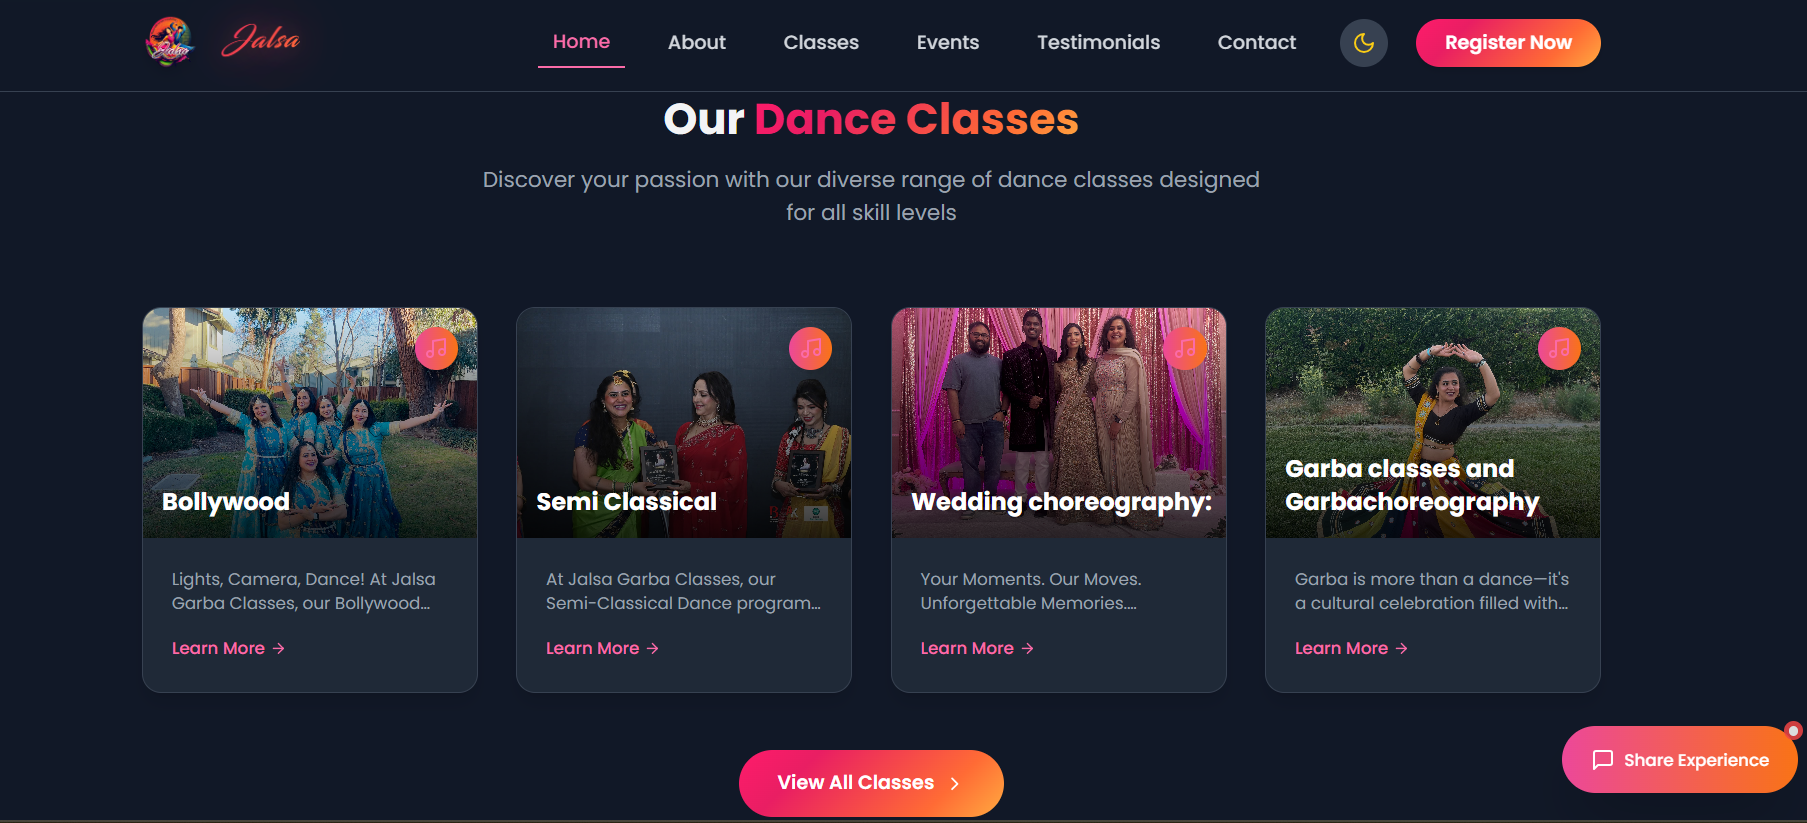 Jalsa
Jalsa
Home
About
Classes
Events
Testimonials
Contact
Register Now
Our Dance Classes
Discover your passion with our diverse range of dance classes designed
for all skill levels
Bollywood
Lights, Camera, Dance! At Jalsa
Garba Classes, our Bollywood...
Learn More →
Semi Classical
At Jalsa Garba Classes, our
Semi-Classical Dance program...
Learn More →
Wedding choreography:
Your Moments. Our Moves.
Unforgettable Memories....
Learn More →
Garba classes and
Garbachoreography
Garba is more than a dance—it's
a cultural celebration filled with...
Learn More →
View All Classes
Share Experience